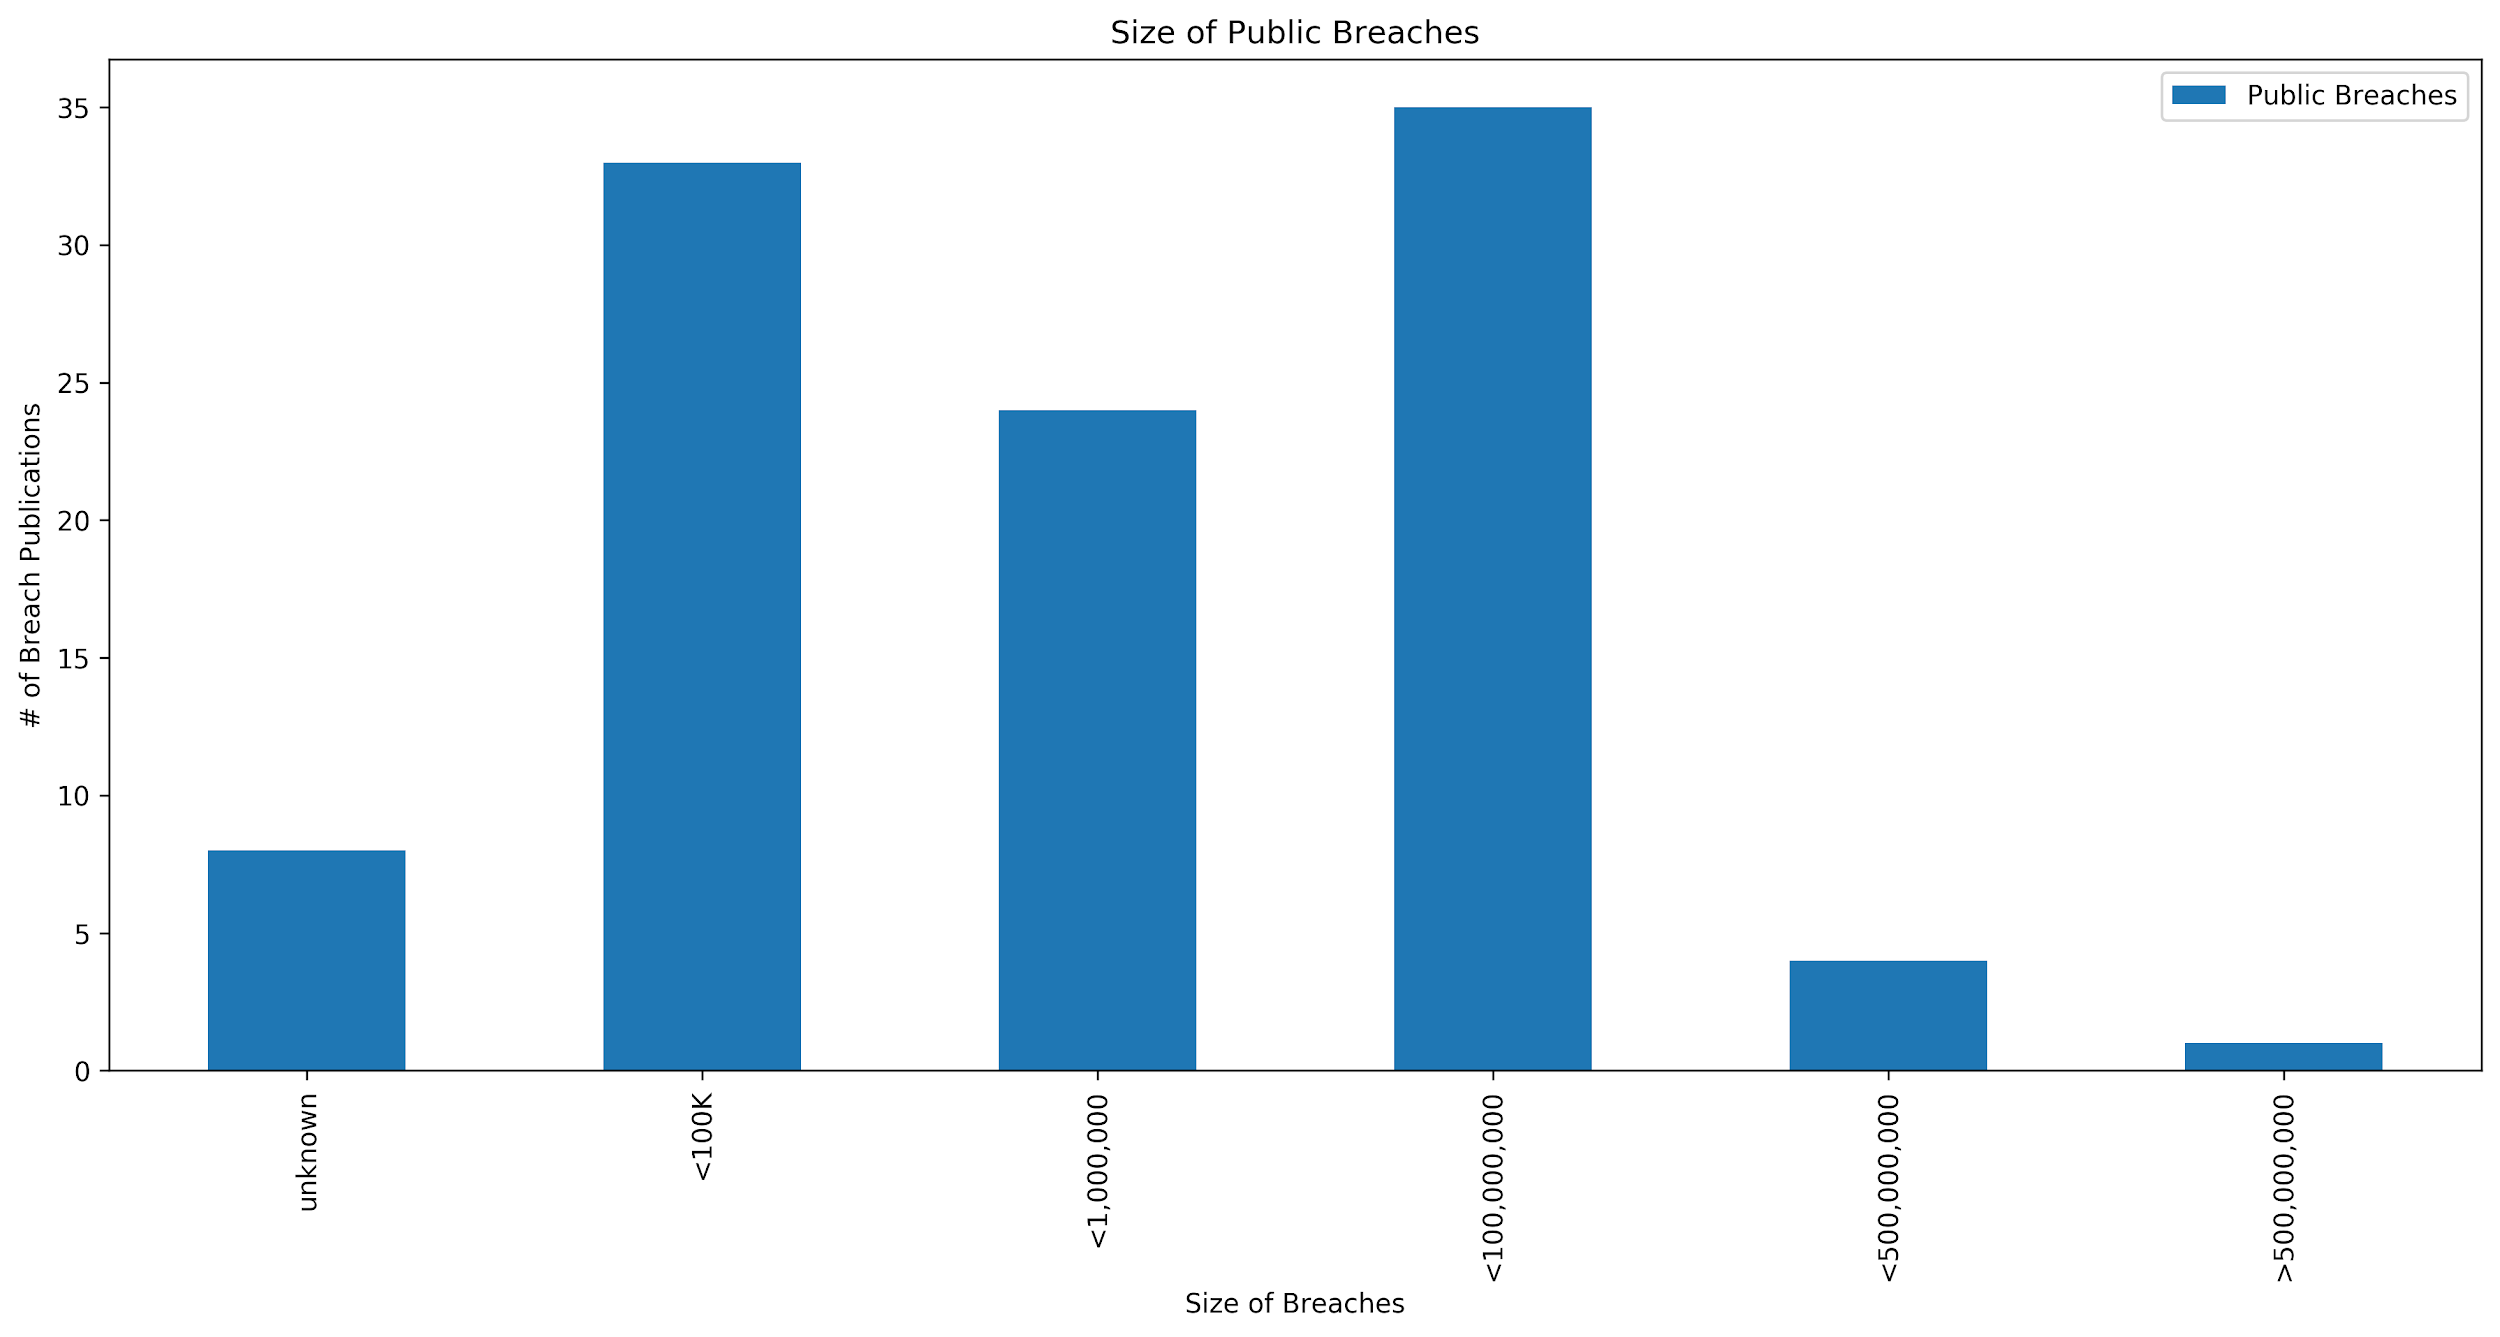 Size of Public Breaches
Public Breaches
# of Breach Publications
35
30
25
20
15
10
5
0
unknown
<100K
<1,000,000
<100,000,000
<500,000,000
>500,000,000
Size of Breaches